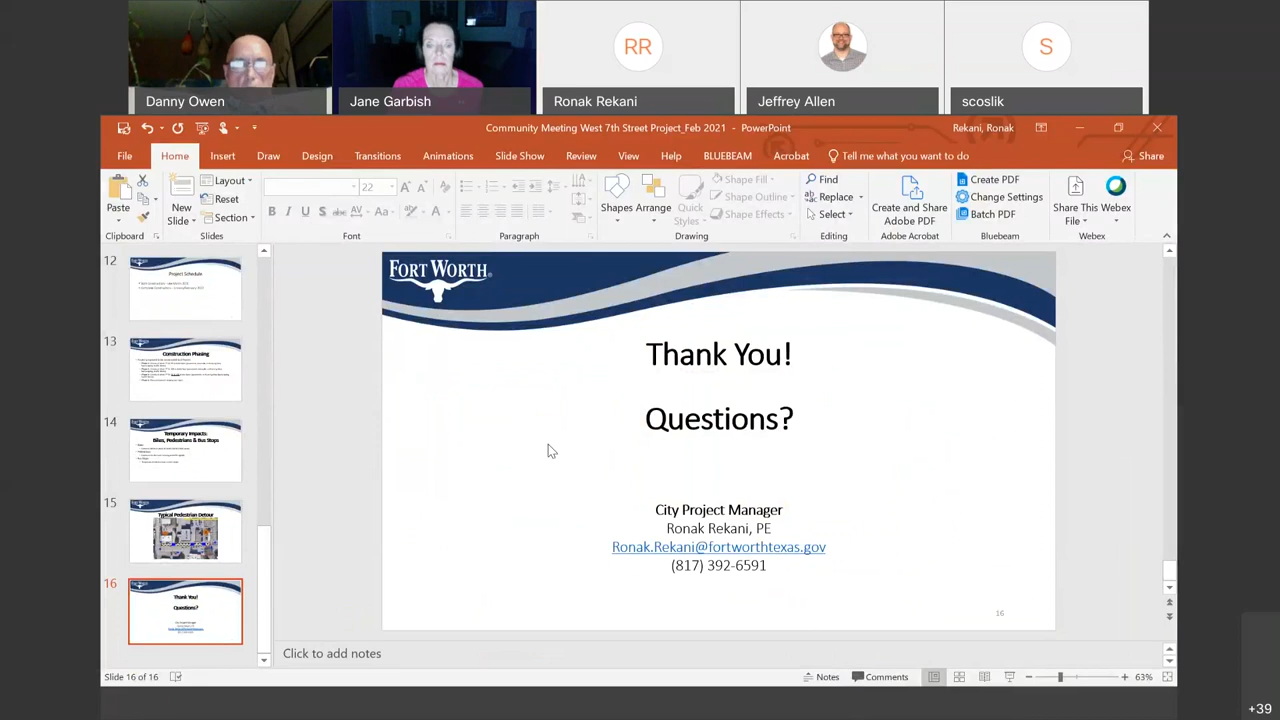 RR
S
Danny Owen
Jane Garbish
Ronak Rekani
Jeffrey Allen
scoslik
Community Meeting West 7th Street Project_Feb 2021 - PowerPoint
Rekani, Ronak
File
Home
Insert
Draw
Design
Transitions
Animations
Slide Show
Review
View
Help
BLUEBEAM
Acrobat
Tell me what you want to do
Share
Paste
Clipboard
New
Slide
Layout
Reset
Section
Slides
22
Font
Paragraph
Shapes
Arrange
Quick
Styles
Shape Fill
Shape Outline
Shape Effects
Drawing
Find
Replace
Select
Editing
Create and Share
Adobe PDF
Adobe Acrobat
Create PDF
Change Settings
Batch PDF
Bluebeam
Share This
File
Webex
Webex
12
Project Schedule
13
Construction Phasing
14
Temporary Impacts:
Bikes, Pedestrians & Bus Stops
15
Typical Pedestrian Detour
16
Thank You!
Questions?
FORT WORTH®
Thank You!
Questions?
City Project Manager
Ronak Rekani, PE
Ronak.Rekani@fortworthtexas.gov
(817) 392-6591
16
Click to add notes
Slide 16 of 16
Notes
Comments
63%
+39